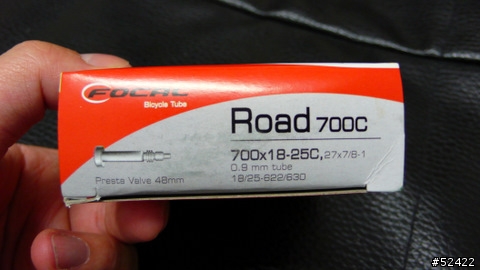 FOCAL
Bicycle Tube
Road 700C
700x18-25C, 27x7/8-1
0.9 mm tube
18/25-622/630
Presta Valve 48mm
#52422